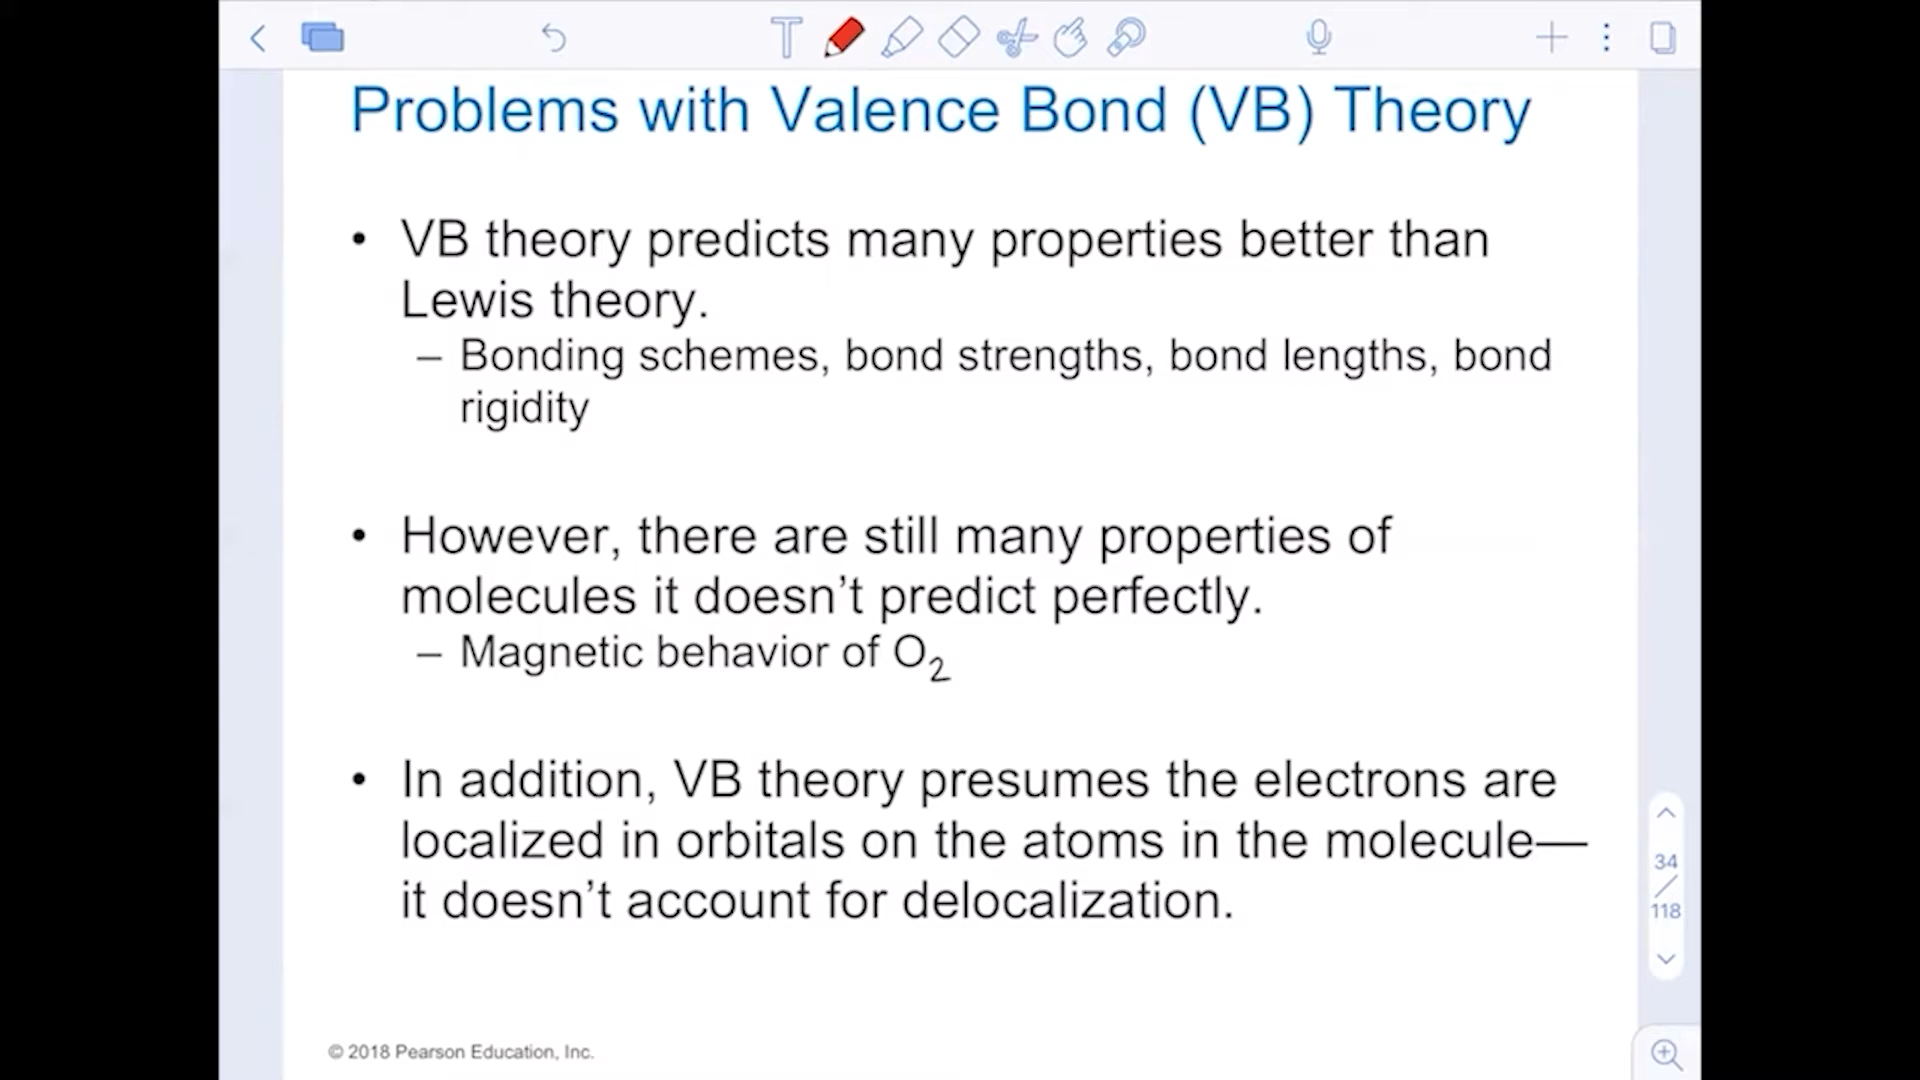 Problems with Valence Bond (VB) Theory
• VB theory predicts many properties better than
Lewis theory.
– Bonding schemes, bond strengths, bond lengths, bond
rigidity
• However, there are still many properties of
molecules it doesn’t predict perfectly.
– Magnetic behavior of O2
• In addition, VB theory presumes the electrons are
localized in orbitals on the atoms in the molecule—
it doesn’t account for delocalization.
34
/
118
© 2018 Pearson Education, Inc.